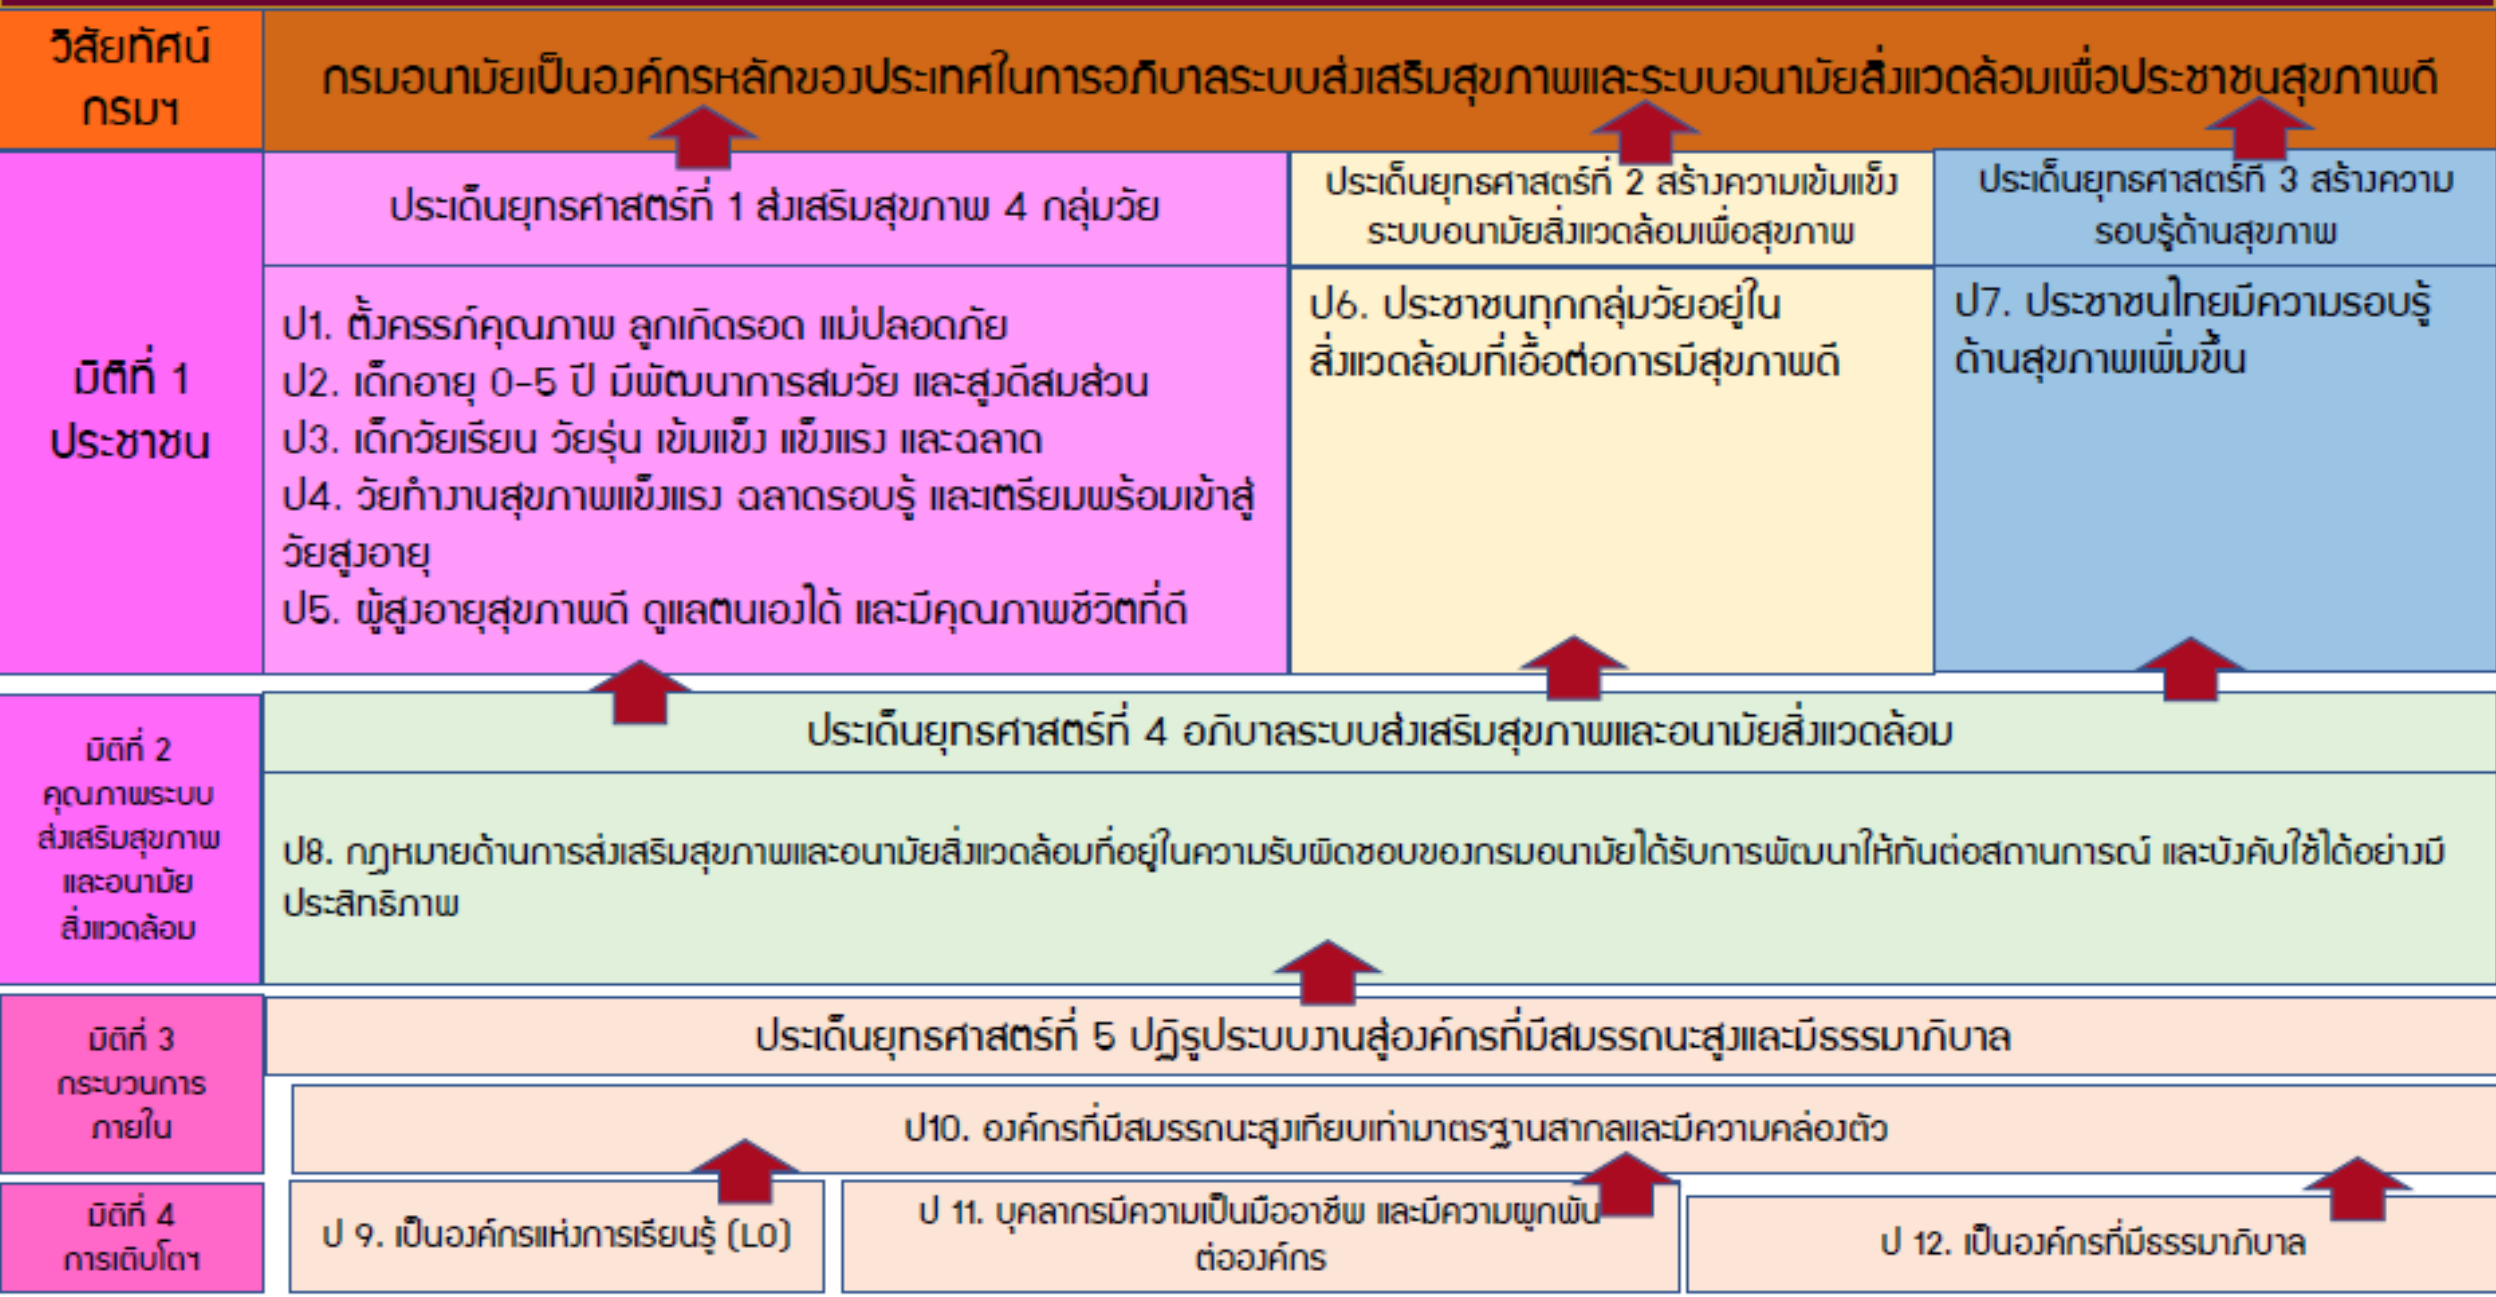 วิสัยทัศน์
กรมฯ
กรมอนามัยเป็นองค์กรหลักของประเทศในการอภิบาลระบบส่งเสริมสุขภาพและระบบอนามัยสิ่งแวดล้อมเพื่อประชาชนสุขภาพดี
มิติที่ 1
ประชาชน
ประเด็นยุทธศาสตร์ที่ 1 ส่งเสริมสุขภาพ 4 กลุ่มวัย
ป1. ตั้งครรภ์คุณภาพ ลูกเกิดรอด แม่ปลอดภัย
ป2. เด็กอายุ 0-5 ปี มีพัฒนาการสมวัย และสูงดีสมส่วน
ป3. เด็กวัยเรียน วัยรุ่น เข้มแข็ง แข็งแรง และฉลาด
ป4. วัยทำงานสุขภาพแข็งแรง ฉลาดรอบรู้ และเตรียมพร้อมเข้าสู่
วัยสูงอายุ
ป5. ผู้สูงอายุสุขภาพดี ดูแลตนเองได้ และมีคุณภาพชีวิตที่ดี
ประเด็นยุทธศาสตร์ที่ 2 สร้างความเข้มแข็ง
ระบบอนามัยสิ่งแวดล้อมเพื่อสุขภาพ
ป6. ประชาชนทุกกลุ่มวัยอยู่ใน
สิ่งแวดล้อมที่เอื้อต่อการมีสุขภาพดี
ประเด็นยุทธศาสตร์ที่ 3 สร้างความ
รอบรู้ด้านสุขภาพ
ป7. ประชาชนไทยมีความรอบรู้
ด้านสุขภาพเพิ่มขึ้น
มิติที่ 2
คุณภาพระบบ
ส่งเสริมสุขภาพ
และอนามัย
สิ่งแวดล้อม
ประเด็นยุทธศาสตร์ที่ 4 อภิบาลระบบส่งเสริมสุขภาพและอนามัยสิ่งแวดล้อม
ป8. กฎหมายด้านการส่งเสริมสุขภาพและอนามัยสิ่งแวดล้อมที่อยู่ในความรับผิดชอบของกรมอนามัยได้รับการพัฒนาให้ทันต่อสถานการณ์ และบังคับใช้ได้อย่างมี
ประสิทธิภาพ
มิติที่ 3
กระบวนการ
ภายใน
ประเด็นยุทธศาสตร์ที่ 5 ปฏิรูประบบงานสู่องค์กรที่มีสมรรถนะสูงและมีธรรมาภิบาล
ป10. องค์กรที่มีสมรรถนะสูงเทียบเท่ามาตรฐานสากลและมีความคล่องตัว
มิติที่ 4
การเติบโตฯ
ป 9. เป็นองค์กรแห่งการเรียนรู้ (LO)
ป 11. บุคลากรมีความเป็นมืออาชีพ และมีความผูกพัน
ต่อองค์กร
ป 12. เป็นองค์กรที่มีธรรมาภิบาล